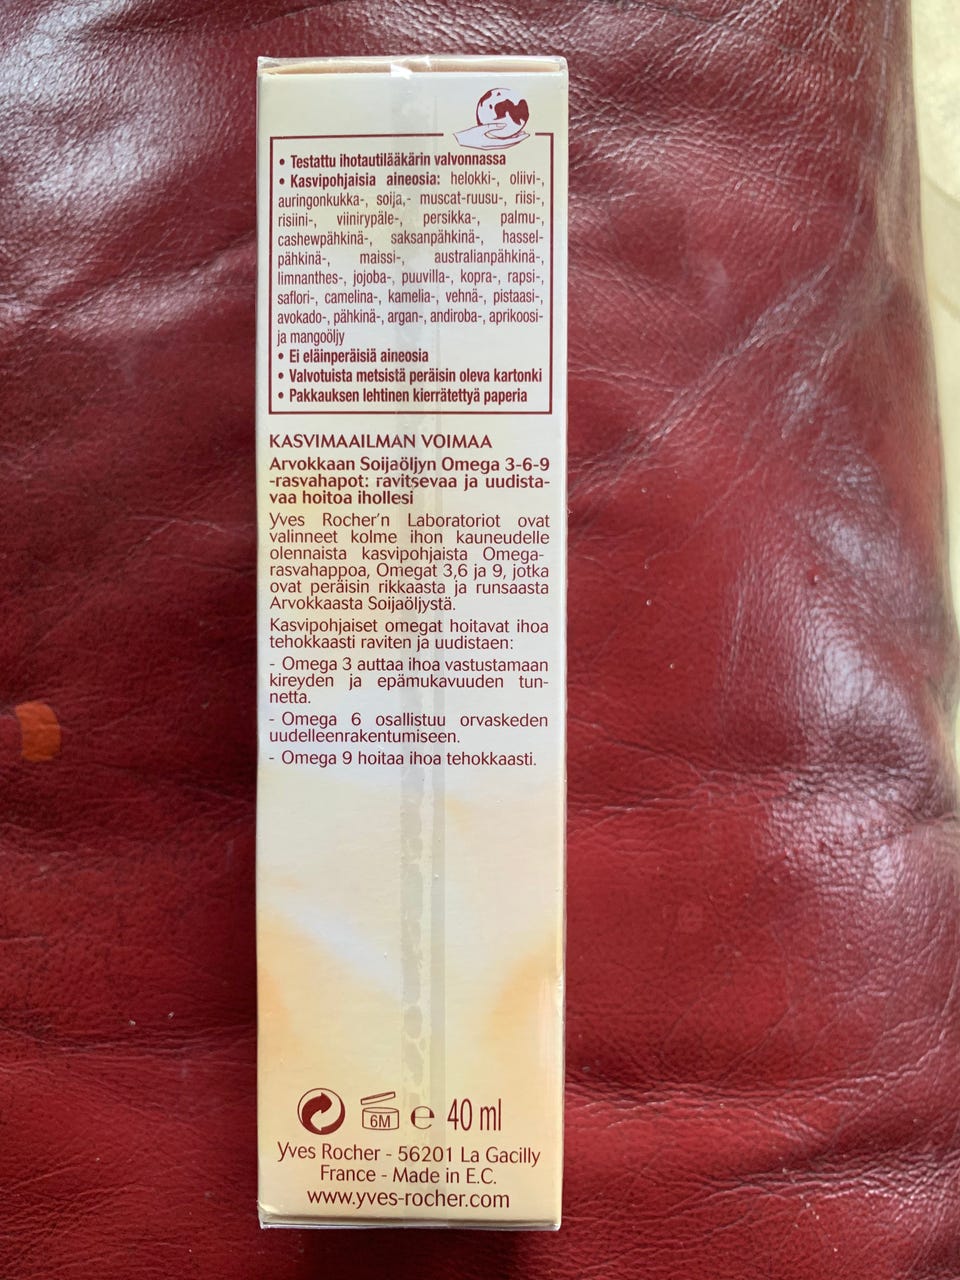 • Testattu ihotautilääkärin valvonnassa
• Kasvipohjaisia aineosia: helokki-, oliivi-,
auringonkukka-, soija,- muscat-ruusu-, riisi-,
risiini-, viinirypäle-, persikka-, palmu-,
cashewpähkinä-, saksanpähkinä-, hassel-
pähkinä-, maissi-, australianpähkinä-,
limnanthes-, jojoba-, puuvilla-, kopra-, rapsi-,
saflori-, camelina-, kamelia-, vehnä-, pistaasi-,
avokado-, pähkinä-, argan-, andiroba-, aprikoosi-
ja mangoöljy
• Ei eläinperäisiä aineosia
• Valvotuista metsistä peräisin oleva kartonki
• Pakkauksen lehtinen kierrätettyä paperia
KASVIMAAILMAN VOIMAA
Arvokkaan Soijaöljyn Omega 3-6-9
-rasvahapot: ravitsevaa ja uudista-
vaa hoitoa ihollesi
Yves Rocher'n Laboratoriot ovat
valinneet kolme ihon kauneudelle
olennaista kasvipohjaista Omega-
rasvahappoa, Omegat 3,6 ja 9, jotka
ovat peräisin rikkaasta ja runsaasta
Arvokkaasta Soijaöljystä.
Kasvipohjaiset omegat hoitavat ihoa
tehokkaasti raviten ja uudistaen:
- Omega 3 auttaa ihoa vastustamaan
kireyden ja epämukavuuden tun-
netta.
- Omega 6 osallistuu orvaskeden
uudelleenrakentumiseen.
- Omega 9 hoitaa ihoa tehokkaasti.
6M e 40 ml
Yves Rocher - 56201 La Gacilly
France - Made in E.C.
www.yves-rocher.com